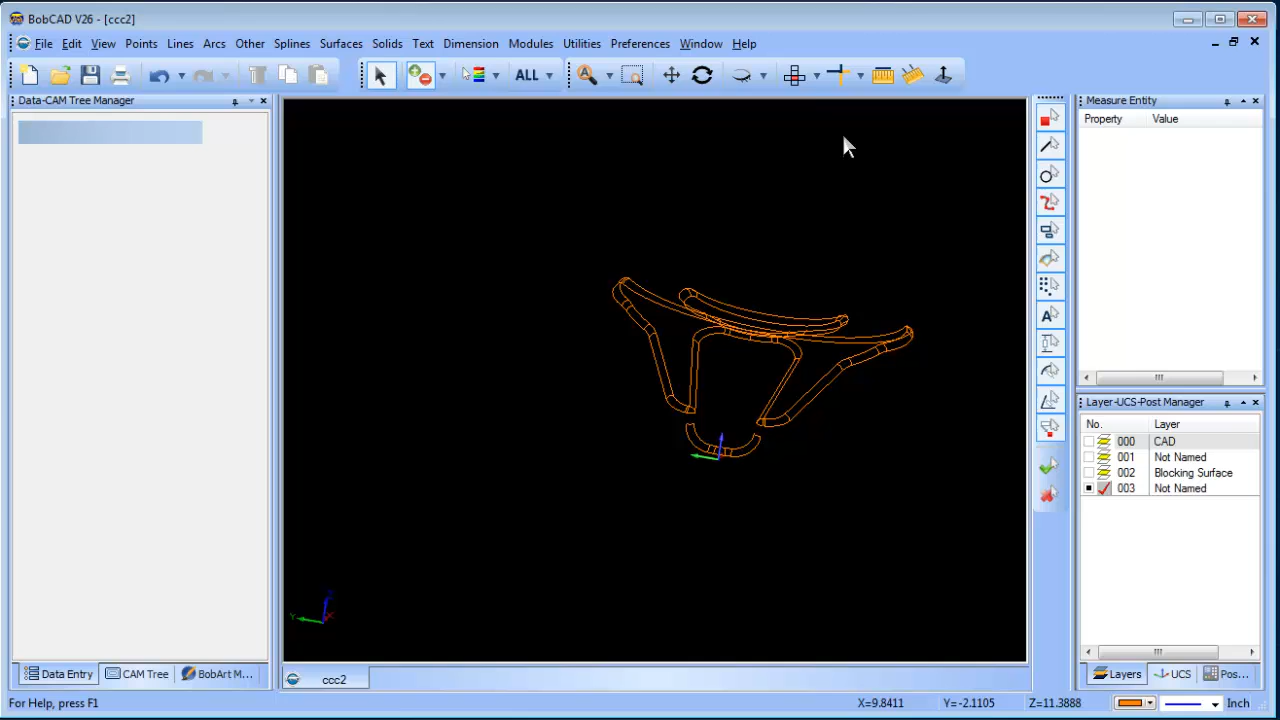 BobCAD V26 - [ccc2]
File Edit View Points Lines Arcs Other Splines Surfaces Solids Text Dimension Modules Utilities Preferences Window Help
ALL
Data-CAM Tree Manager
Measure Entity
Property Value
Layer-UCS-Post Manager
No. Layer
000 CAD
001 Not Named
002 Blocking Surface
003 Not Named
Y Z X
Data Entry CAM Tree BobArt M...
ccc2
Layers UCS Pos...
For Help, press F1
X=9.8411 Y=-2.1105 Z=11.3888 Inch